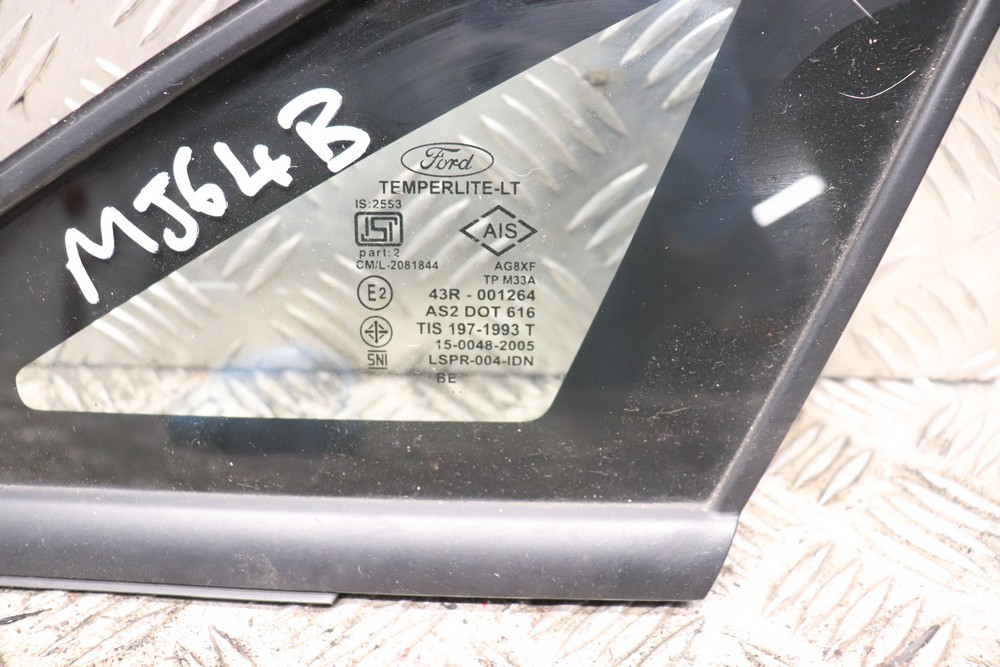 MJ64B
Ford
TEMPERLITE-LT
IS:2553
ISI
AIS
part:2
CM/L-2081844
AG8XF
TP M33A
E2
43R - 001264
AS2 DOT 616
TIS 197-1993 T
15-0048-2005
SNI
LSPR-004-IDN
BE